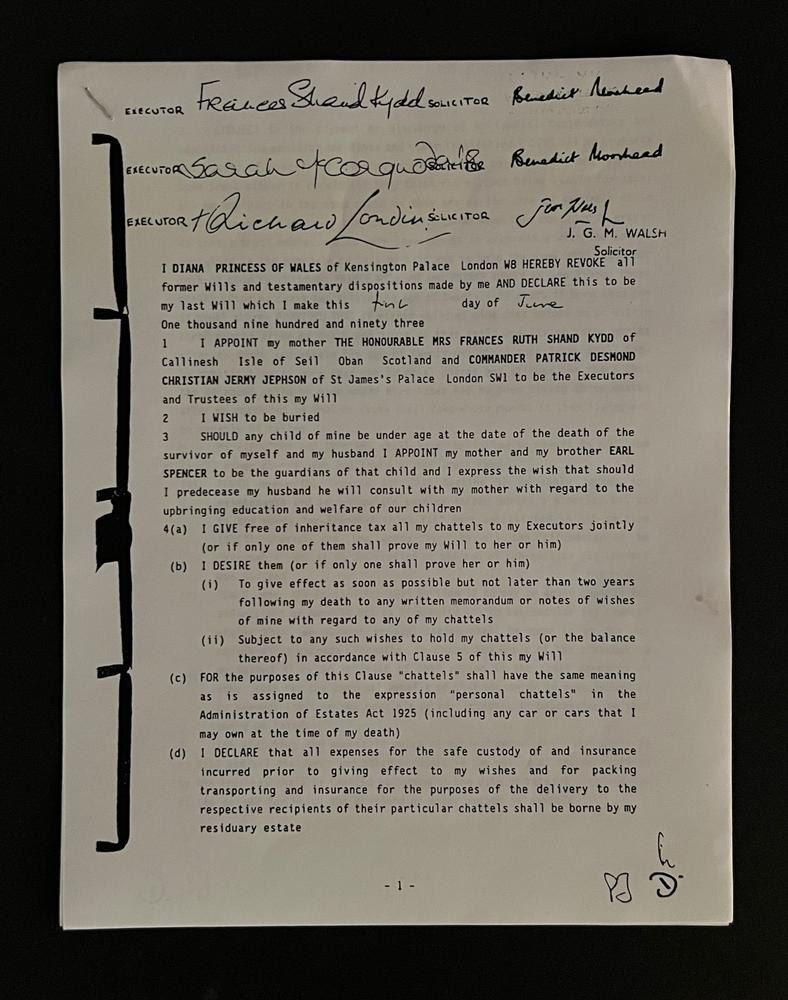 EXECUTOR Frances Shand Kydd SOLICITOR Benedict Moorhead
EXECUTOR Sarah McCorquodale SOLICITOR Benedict Moorhead
EXECUTOR + Richard Londin: SOLICITOR
J. G. M. WALSH
Solicitor
I DIANA PRINCESS OF WALES of Kensington Palace London W8 HEREBY REVOKE all
former Wills and testamentary dispositions made by me AND DECLARE this to be
my last Will which I make this day of June
One thousand nine hundred and ninety three
1 I APPOINT my mother THE HONOURABLE MRS FRANCES RUTH SHAND KYDD of
Callinesh Isle of Seil Oban Scotland and COMMANDER PATRICK DESMOND
CHRISTIAN JERMY JEPHSON of St James's Palace London SW1 to be the Executors
and Trustees of this my Will
2 I WISH to be buried
3 SHOULD any child of mine be under age at the date of the death of the
survivor of myself and my husband I APPOINT my mother and my brother EARL
SPENCER to be the guardians of that child and I express the wish that should
I predecease my husband he will consult with my mother with regard to the
upbringing education and welfare of our children
4(a) I GIVE free of inheritance tax all my chattels to my Executors jointly
(or if only one of them shall prove my Will to her or him)
(b) I DESIRE them (or if only one shall prove her or him)
(i) To give effect as soon as possible but not later than two years
following my death to any written memorandum or notes of wishes
of mine with regard to any of my chattels
(ii) Subject to any such wishes to hold my chattels (or the balance
thereof) in accordance with Clause 5 of this my Will
(c) FOR the purposes of this Clause "chattels" shall have the same meaning
as is assigned to the expression "personal chattels" in the
Administration of Estates Act 1925 (including any car or cars that I
may own at the time of my death)
(d) I DECLARE that all expenses for the safe custody of and insurance
incurred prior to giving effect to my wishes and for packing
transporting and insurance for the purposes of the delivery to the
respective recipients of their particular chattels shall be borne by my
residuary estate
- 1 -
PJ D